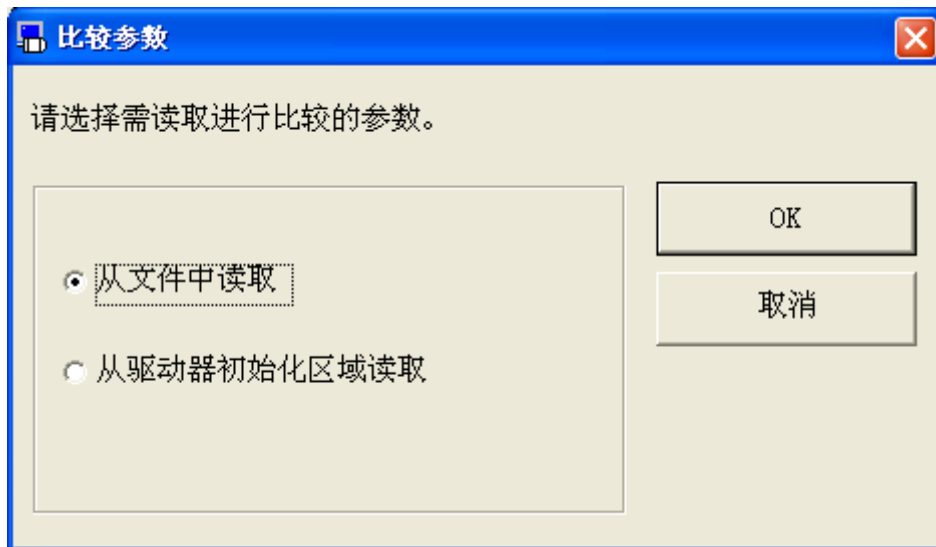 比较参数
请选择需读取进行比较的参数。
从文件中读取
从驱动器初始化区域读取
OK
取消